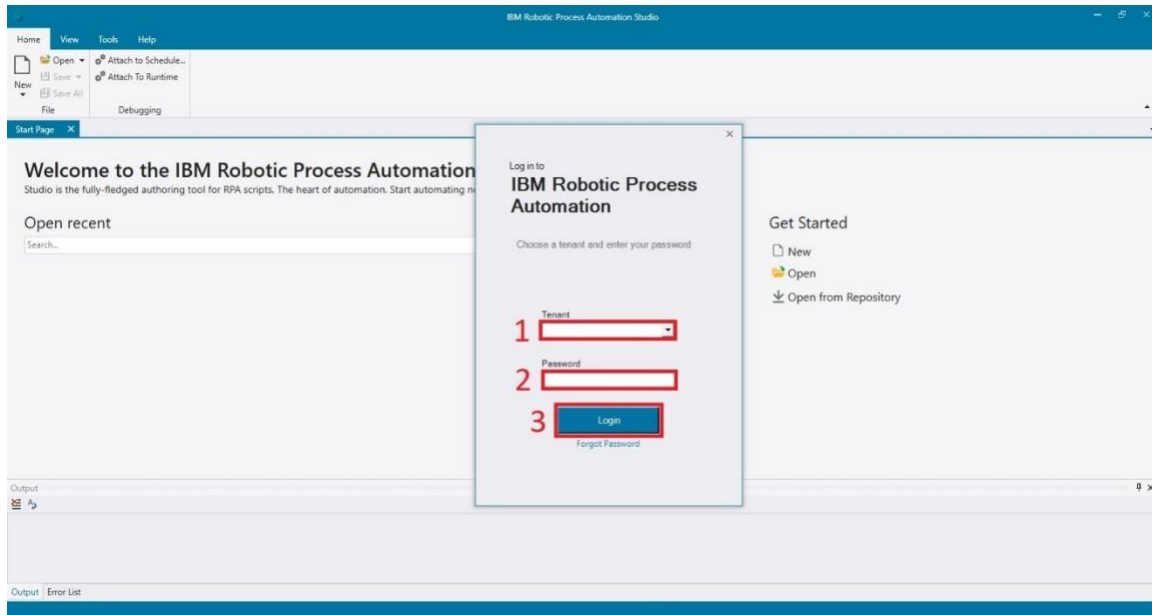 IBM Robotic Process Automation Studio
Home View Tools Help
New
Open
Save
Save All
File
Attach to Schedule...
Attach To Runtime
Debugging
Start Page
Welcome to the IBM Robotic Process Automation
Studio is the fully-fledged authoring tool for RPA scripts. The heart of automation. Start automating
Open recent
Search...
Log in to
IBM Robotic Process
Automation
Choose a tenant and enter your password
Tenant
1
Password
2
3 Login
Forgot Password
Get Started
New
Open
Open from Repository
Output
Output Error List